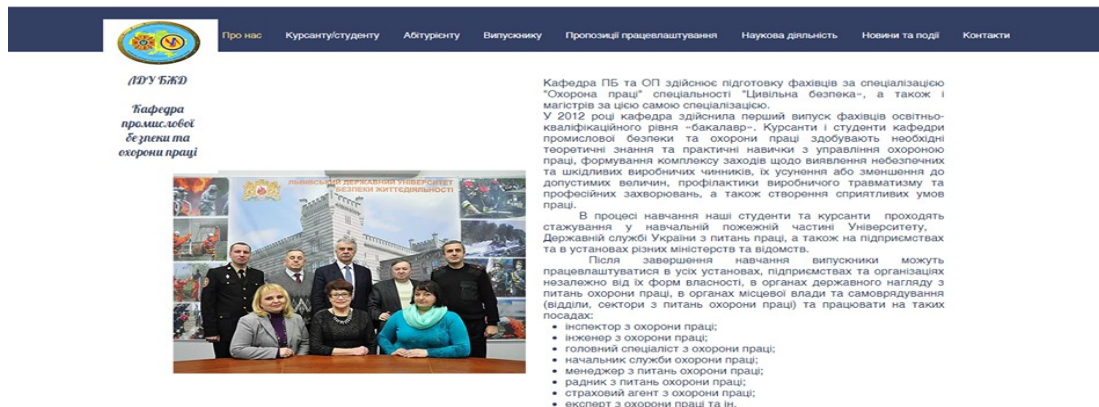 Про нас Курсанту/студенту Абітурієнту Випускнику Пропозиції працевлаштування Наукова діяльність Новини та події Контакти
ЛДУ БЖД
Кафедра
промислової
безпеки та
охорони праці
ЛЬВІВСЬКИЙ ДЕРЖАВНИЙ УНІВЕРСИТЕТ
БЕЗПЕКИ ЖИТТЄДІЯЛЬНОСТІ
Кафедра ПБ та ОП здійснює підготовку фахівців за спеціалізацією
"Охорона праці" спеціальності "Цивільна безпека", а також і
магістрів за цією самою спеціалізацією.
У 2012 році кафедра здійснила перший випуск фахівців освітньо-
кваліфікаційного рівня «бакалавр». Курсанти і студенти кафедри
промислової безпеки та охорони праці здобувають необхідні
теоретичні знання та практичні навички з управління охороною
праці, формування комплексу заходів щодо виявлення небезпечних
та шкідливих виробничих чинників, їх усунення або зменшення до
допустимих величин, профілактики виробничого травматизму та
професійних захворювань, а також створення сприятливих умов
праці.
В процесі навчання наші студенти та курсанти проходять
стажування у навчальній пожежній частині Університету,
Державній службі України з питань праці, а також на підприємствах
та в установах різних міністерств та відомств.
Після завершення навчання випускники можуть
працевлаштуватися в усіх установах, підприємствах та організаціях
незалежно від їх форм власності, в органах державного нагляду з
питань охорони праці, в органах місцевої влади та самоврядування
(відділи, сектори з питань охорони праці) та працювати на таких
посадах:
• інспектор з охорони праці;
• інженер з охорони праці;
• головний спеціаліст з охорони праці;
• начальник служби охорони праці;
• менеджер з питань охорони праці;
• радник з питань охорони праці;
• страховий агент з охорони праці;
• експерт з охорони праці та ін.